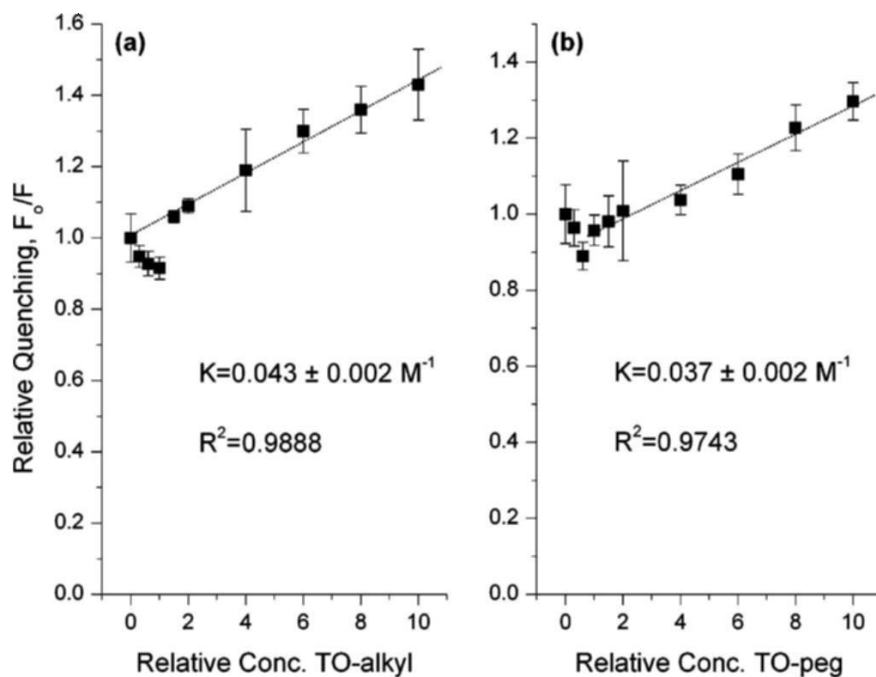 (a)
1.6
1.4
1.2
1.0
0.8
0.6
0.4
0.2
0.0
Relative Quenching, Fₒ/F
K=0.043 ± 0.002 M⁻¹
R²=0.9888
0 2 4 6 8 10
Relative Conc. TO-alkyl
(b)
1.4
1.2
1.0
0.8
0.6
0.4
0.2
0.0
K=0.037 ± 0.002 M⁻¹
R²=0.9743
0 2 4 6 8 10
Relative Conc. TO-peg